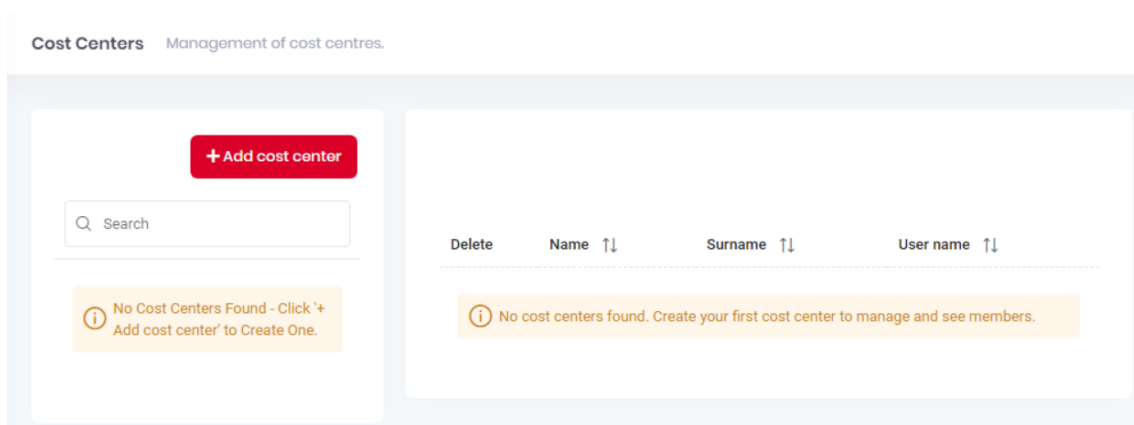 Cost Centers Management of cost centres.
+ Add cost center
Search
No Cost Centers Found - Click '+
Add cost center' to Create One.
Delete Name ↑↓ Surname ↑↓ User name ↑↓
No cost centers found. Create your first cost center to manage and see members.